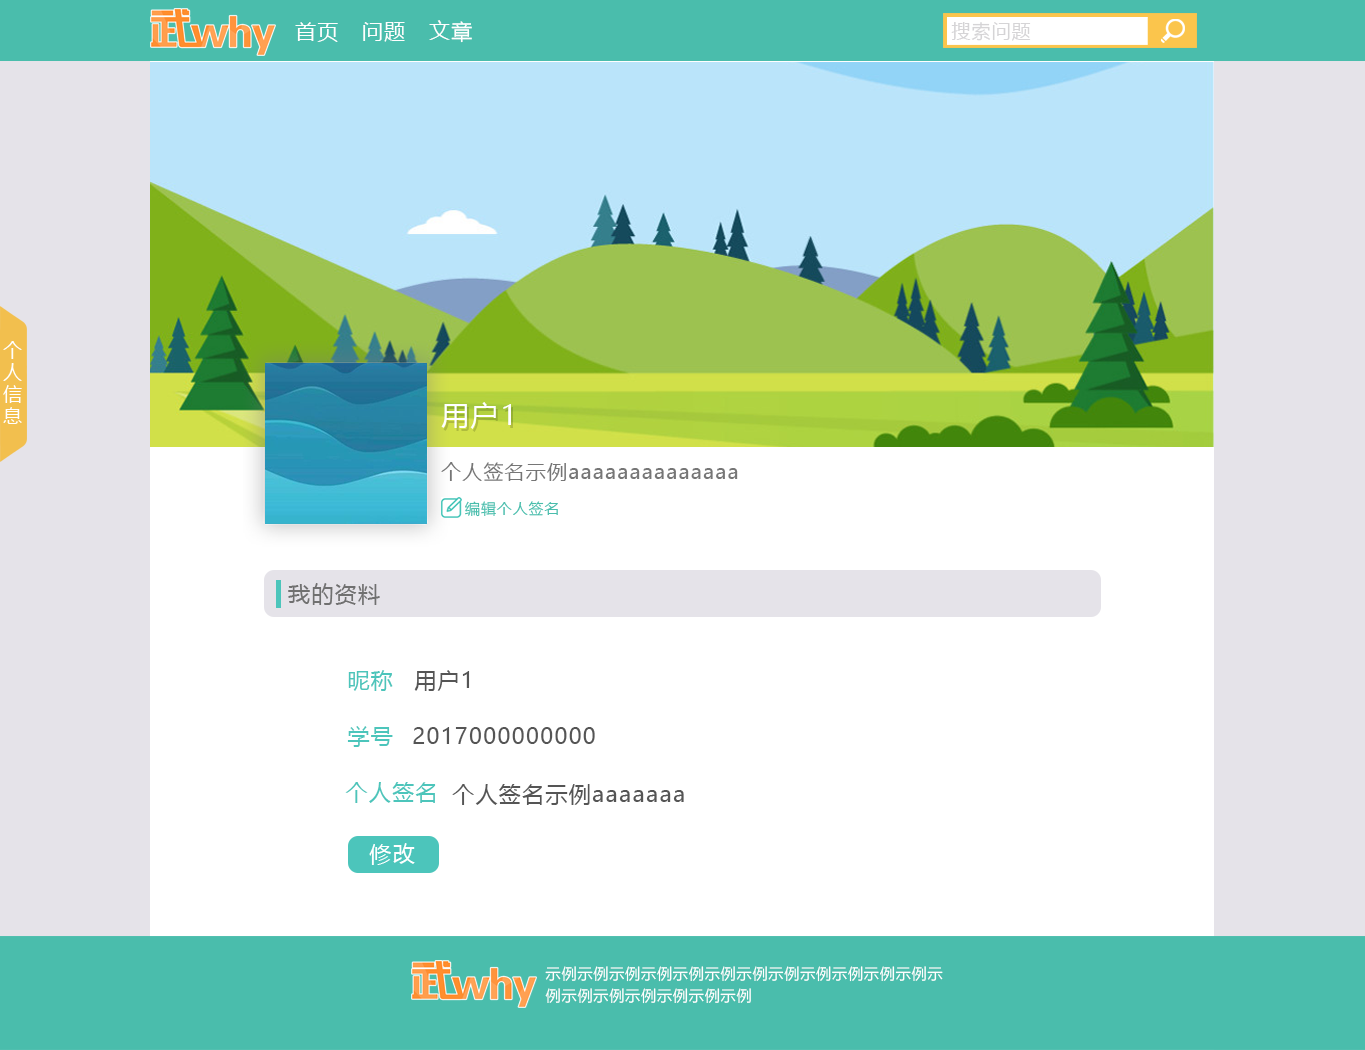 武why 首页 问题 文章 搜索问题
个人信息
用户1
个人签名示例aaaaaaaaaaaaaa
编辑个人签名
我的资料
昵称 用户1
学号 2017000000000
个人签名 个人签名示例aaaaaaa
修改
武why 示例示例示例示例示例示例示例示例示例示例示例示例示
例示例示例示例示例示例示例